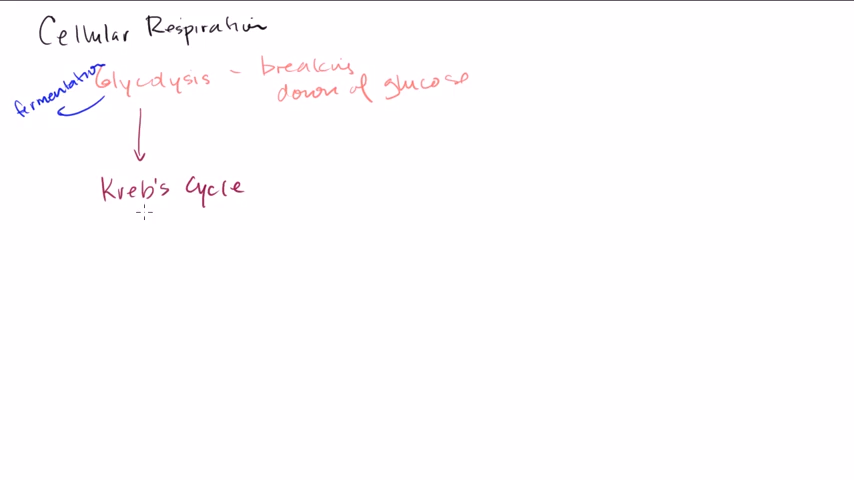 Cellular Respiration
fermentation
Glycolysis - breaking
down of glucose
Kreb's Cycle